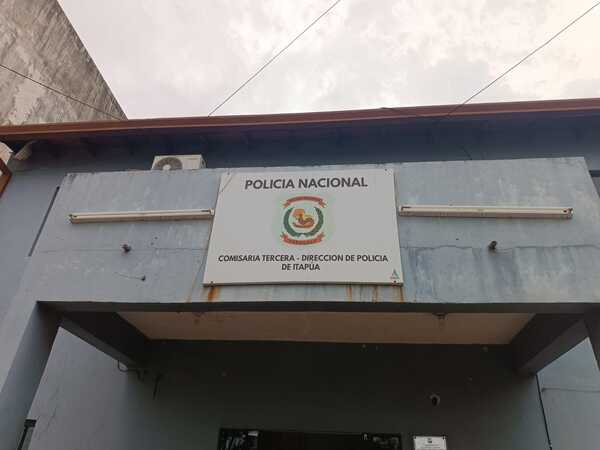 POLICIA NACIONAL
COMISARIA TERCERA - DIRECCION DE POLICIA
DE ITAPÚA